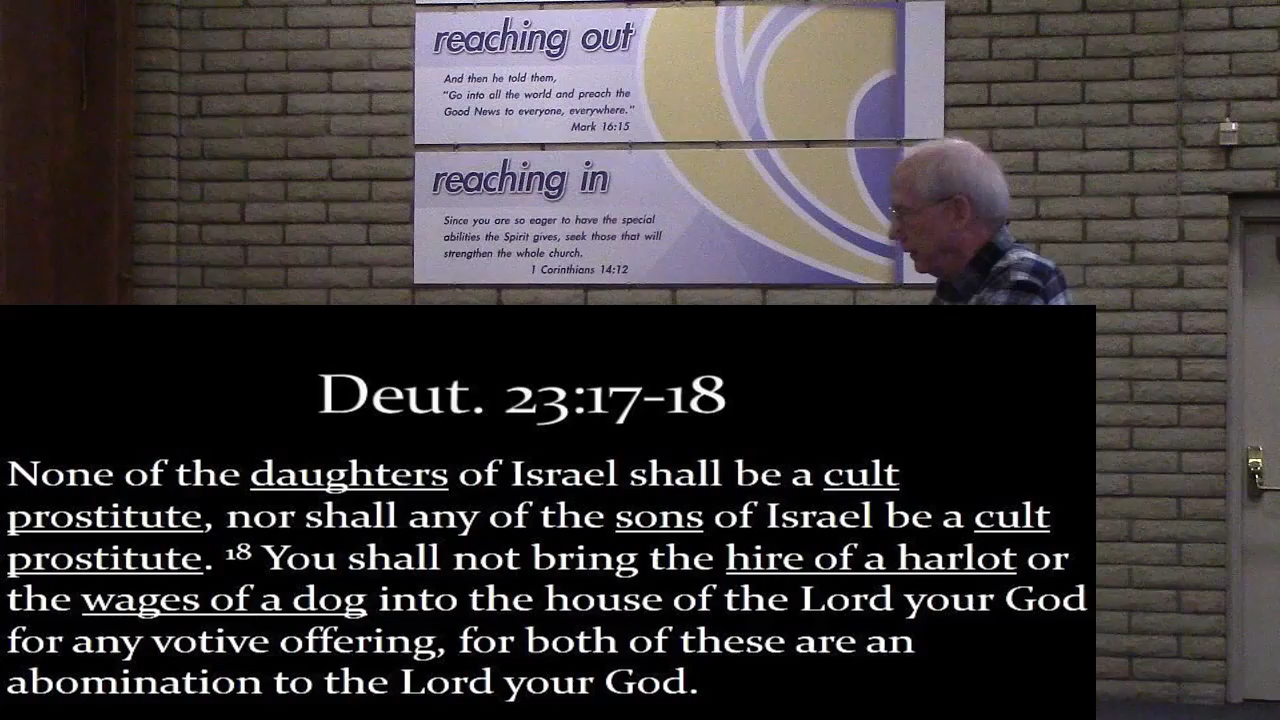 reaching out
And then he told them,
"Go into all the world and preach the
Good News to everyone, everywhere."
Mark 16:15
reaching in
Since you are so eager to have the special
abilities the Spirit gives, seek those that will
strengthen the whole church.
1 Corinthians 14:12
Deut. 23:17-18
None of the daughters of Israel shall be a cult
prostitute, nor shall any of the sons of Israel be a cult
prostitute. 18 You shall not bring the hire of a harlot or
the wages of a dog into the house of the Lord your God
for any votive offering, for both of these are an
abomination to the Lord your God.